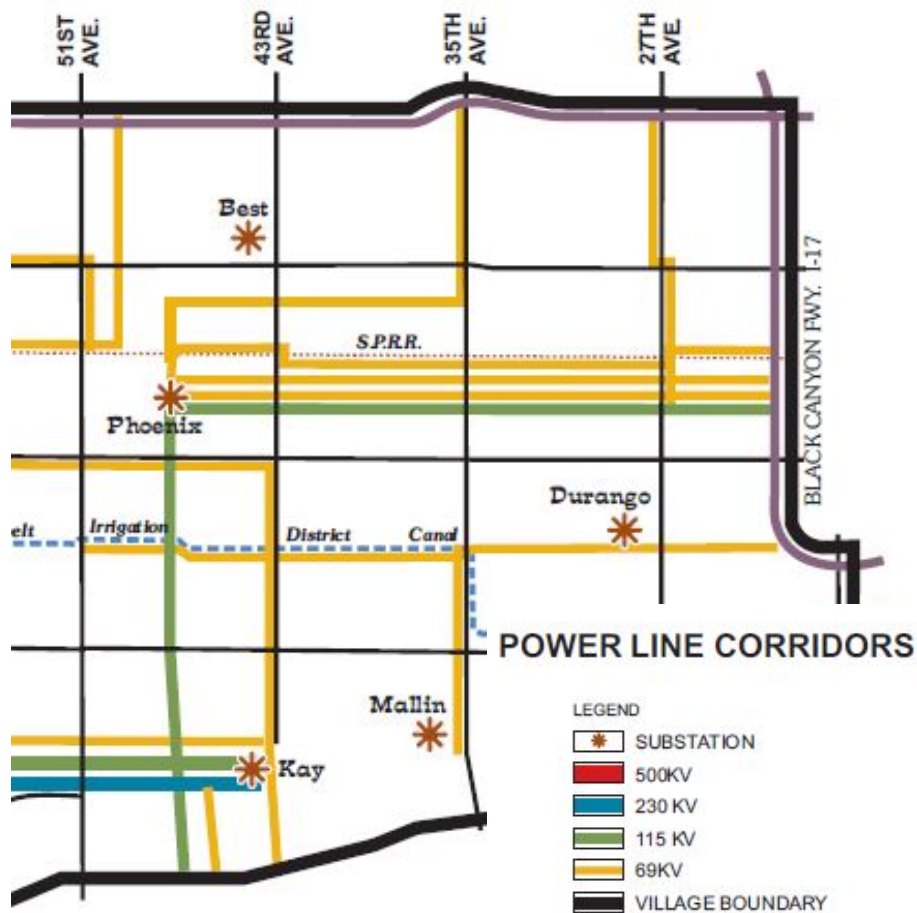 51ST
AVE.
43RD
AVE.
35TH
AVE.
27TH
AVE.
Best
S.P.R.R.
Phoenix
BLACK CANYON FWY. I-17
Durango
elt Irrigation District Canal
POWER LINE CORRIDORS
Mallin
LEGEND
SUBSTATION
Kay
500KV
230 KV
115 KV
69KV
VILLAGE BOUNDARY